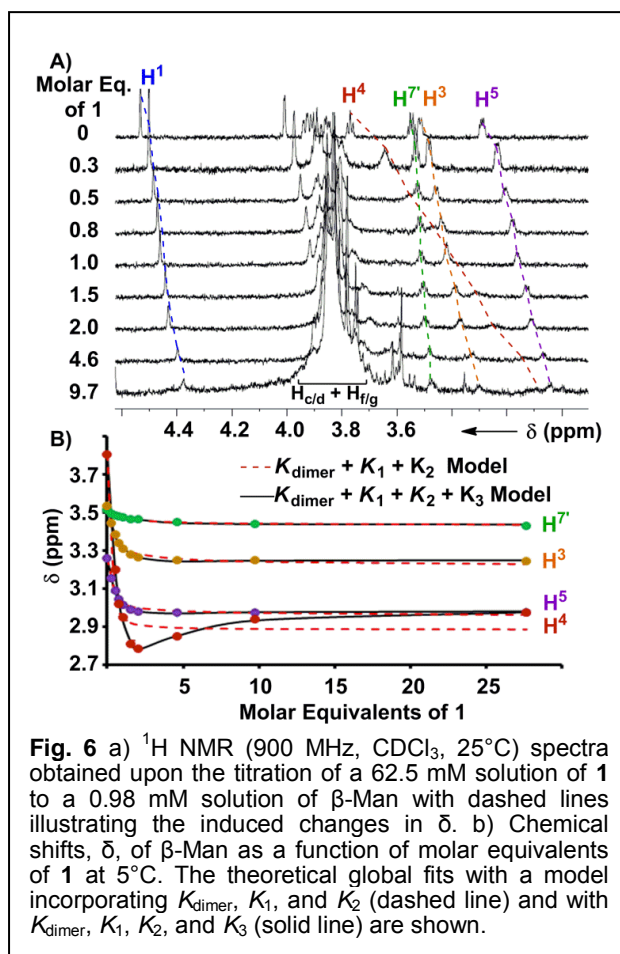 A)
Molar Eq.
of 1
H¹ H⁴ H⁷' H³ H⁵
0
0.3
0.5
0.8
1.0
1.5
2.0
4.6
9.7
H_c/d + H_f/g
4.4 4.2 4.0 3.8 3.6 δ (ppm)
B)
K_dimer + K₁ + K₂ Model
K_dimer + K₁ + K₂ + K₃ Model
3.7
3.5
3.3
3.1
2.9
2.7
δ (ppm)
H⁷'
H³
H⁵
H⁴
0 5 10 15 20 25
Molar Equivalents of 1
Fig. 6 a) ¹H NMR (900 MHz, CDCl₃, 25°C) spectra
obtained upon the titration of a 62.5 mM solution of 1
to a 0.98 mM solution of β-Man with dashed lines
illustrating the induced changes in δ. b) Chemical
shifts, δ, of β-Man as a function of molar equivalents
of 1 at 5°C. The theoretical global fits with a model
incorporating K_dimer, K₁, and K₂ (dashed line) and with
K_dimer, K₁, K₂, and K₃ (solid line) are shown.